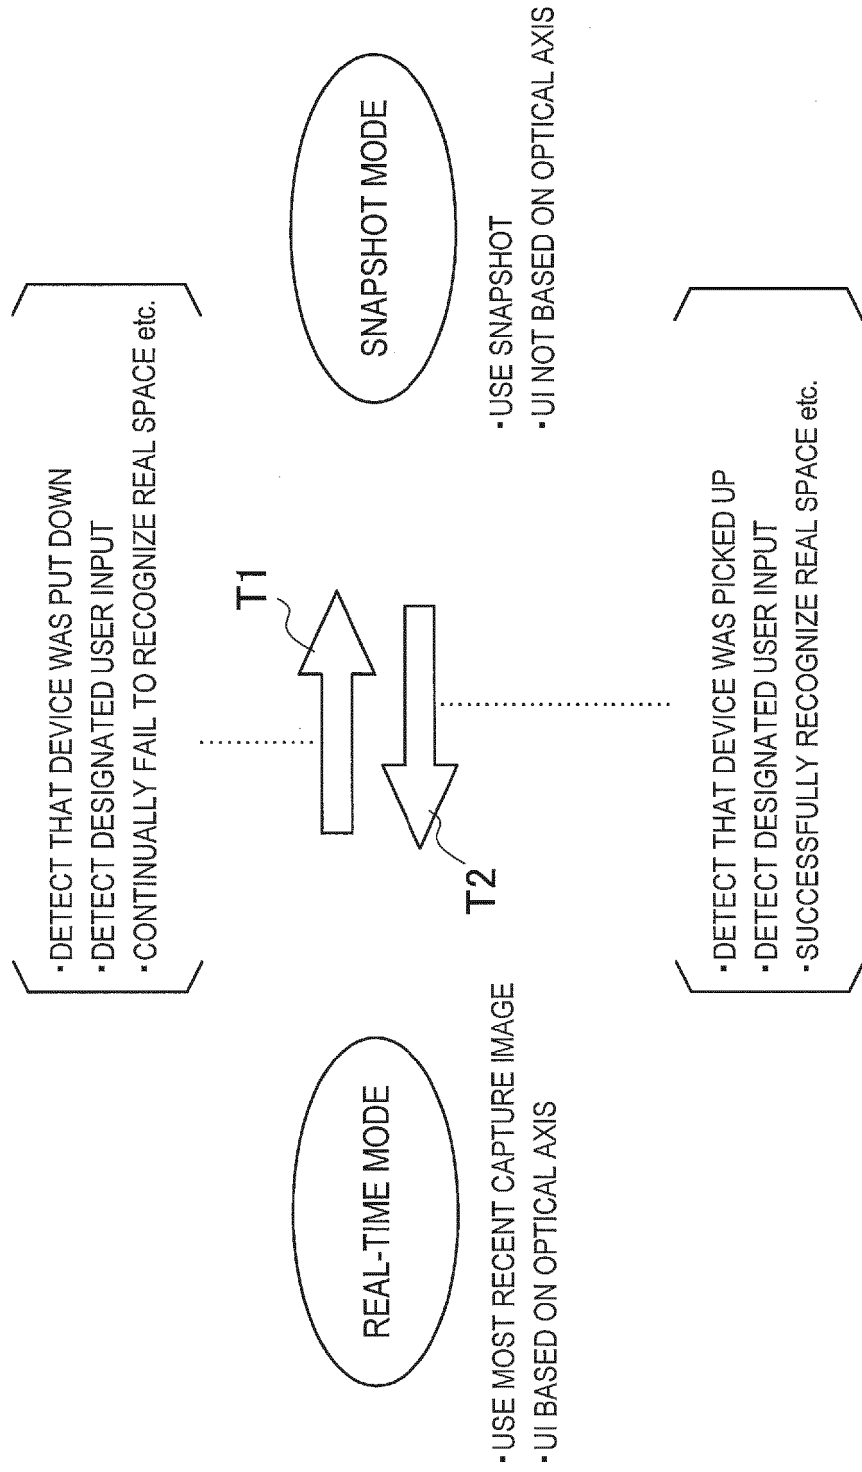 ・DETECT THAT DEVICE WAS PUT DOWN
・DETECT DESIGNATED USER INPUT
・CONTINUALLY FAIL TO RECOGNIZE REAL SPACE etc.
T1
REAL-TIME MODE
SNAPSHOT MODE
T2
・USE MOST RECENT CAPTURE IMAGE
・UI BASED ON OPTICAL AXIS
・USE SNAPSHOT
・UI NOT BASED ON OPTICAL AXIS
・DETECT THAT DEVICE WAS PICKED UP
・DETECT DESIGNATED USER INPUT
・SUCCESSFULLY RECOGNIZE REAL SPACE etc.